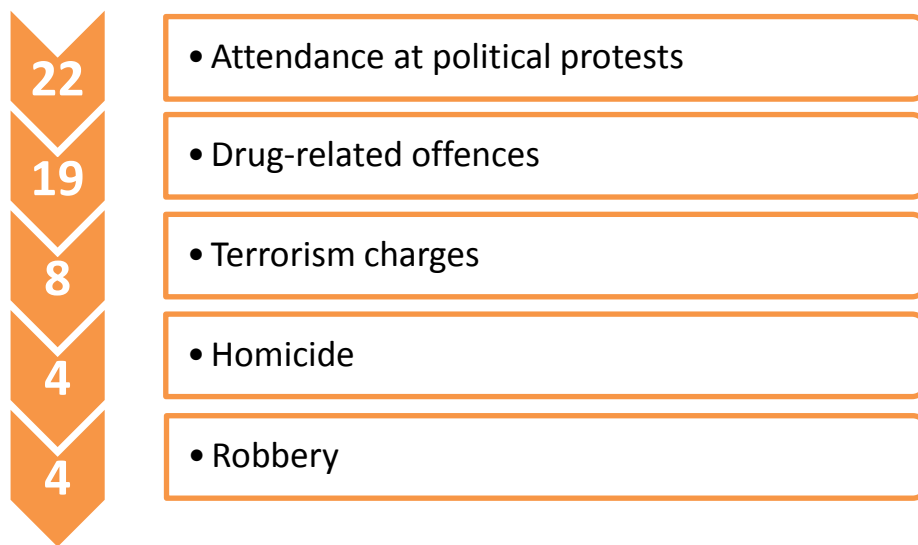 22
• Attendance at political protests
19
• Drug-related offences
8
• Terrorism charges
4
• Homicide
4
• Robbery